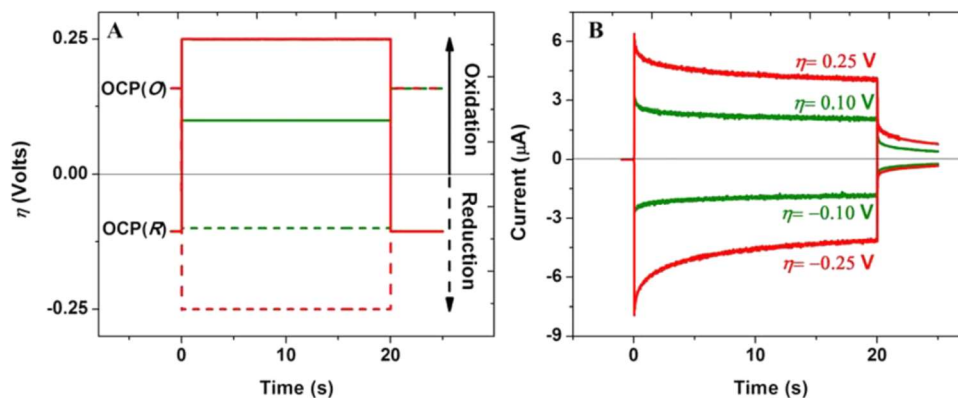 A
0.25
OCP(O)
0.00
OCP(R)
-0.25
η (Volts)
0
10
20
Time (s)
Oxidation
Reduction
B
6
3
0
-3
-6
-9
Current (μA)
η= 0.25 V
η= 0.10 V
η= −0.10 V
η= −0.25 V
0
10
20
Time (s)